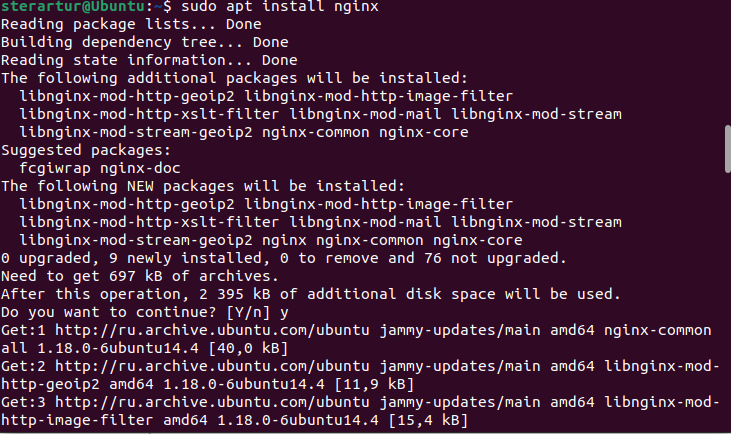 sterartur@Ubuntu:~$ sudo apt install nginx
Reading package lists... Done
Building dependency tree... Done
Reading state information... Done
The following additional packages will be installed:
  libnginx-mod-http-geoip2 libnginx-mod-http-image-filter
  libnginx-mod-http-xslt-filter libnginx-mod-mail libnginx-mod-stream
  libnginx-mod-stream-geoip2 nginx-common nginx-core
Suggested packages:
  fcgiwrap nginx-doc
The following NEW packages will be installed:
  libnginx-mod-http-geoip2 libnginx-mod-http-image-filter
  libnginx-mod-http-xslt-filter libnginx-mod-mail libnginx-mod-stream
  libnginx-mod-stream-geoip2 nginx nginx-common nginx-core
0 upgraded, 9 newly installed, 0 to remove and 76 not upgraded.
Need to get 697 kB of archives.
After this operation, 2 395 kB of additional disk space will be used.
Do you want to continue? [Y/n] y
Get:1 http://ru.archive.ubuntu.com/ubuntu jammy-updates/main amd64 nginx-common
all 1.18.0-6ubuntu14.4 [40,0 kB]
Get:2 http://ru.archive.ubuntu.com/ubuntu jammy-updates/main amd64 libnginx-mod-
http-geoip2 amd64 1.18.0-6ubuntu14.4 [11,9 kB]
Get:3 http://ru.archive.ubuntu.com/ubuntu jammy-updates/main amd64 libnginx-mod-
http-image-filter amd64 1.18.0-6ubuntu14.4 [15,4 kB]